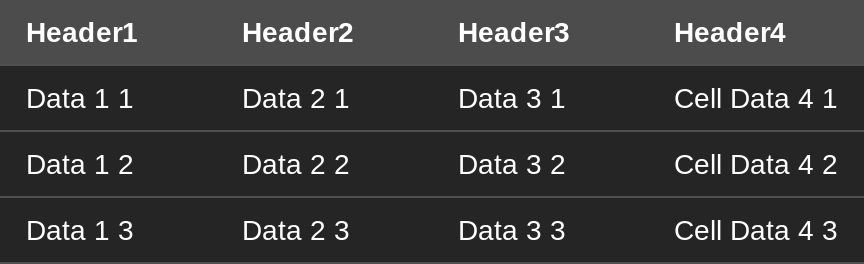 Header1 Header2 Header3 Header4
Data 1 1 Data 2 1 Data 3 1 Cell Data 4 1
Data 1 2 Data 2 2 Data 3 2 Cell Data 4 2
Data 1 3 Data 2 3 Data 3 3 Cell Data 4 3